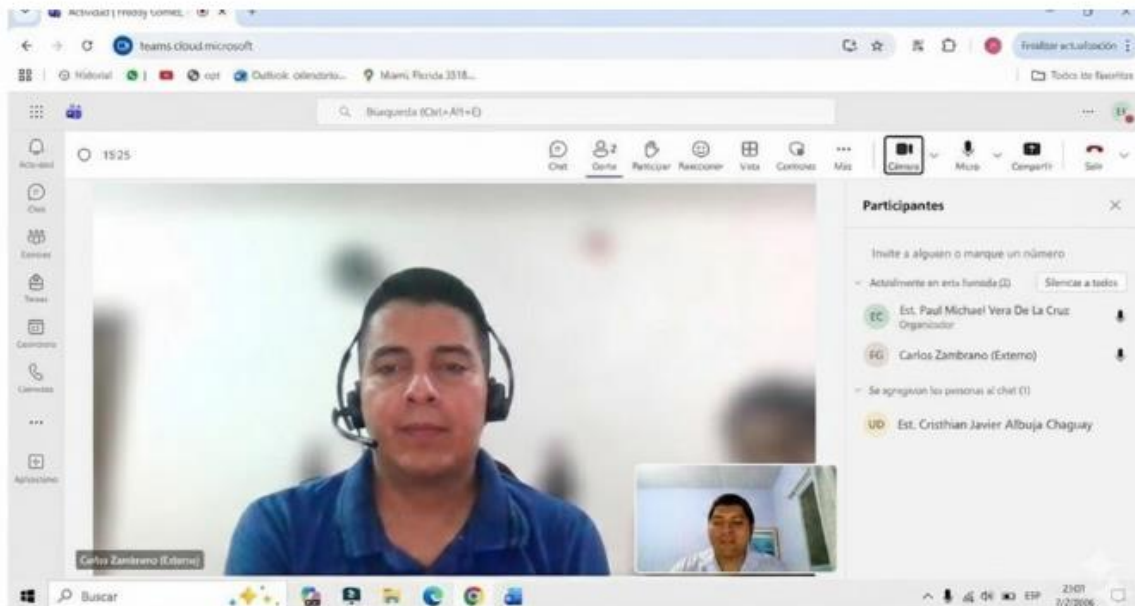 Actividad | Freddy Gomez,
teams.cloud.microsoft
Finalizar actualización
Historial
opt
Outlook: calendario...
Miami, Florida 3318...
Todos los favoritos
Búsqueda (Ctrl+Alt+E)
15:25
Chat
Gente
Participar
Reaccionar
Vista
Controles
Más
Cámara
Micro
Compartir
Salir
Actividad
Chat
Calendario
Llamadas
Aplicaciones
Participantes
Invite a alguien o marque un número
Actualmente en esta llamada (2)
Silenciar a todos
EC
Est. Paul Michael Vera De La Cruz
Organizador
FG
Carlos Zambrano (Externo)
Se agregaron las personas al chat (1)
UD
Est. Cristhian Javier Albuja Chaguay
Carlos Zambrano (Externo)
Buscar
ESP